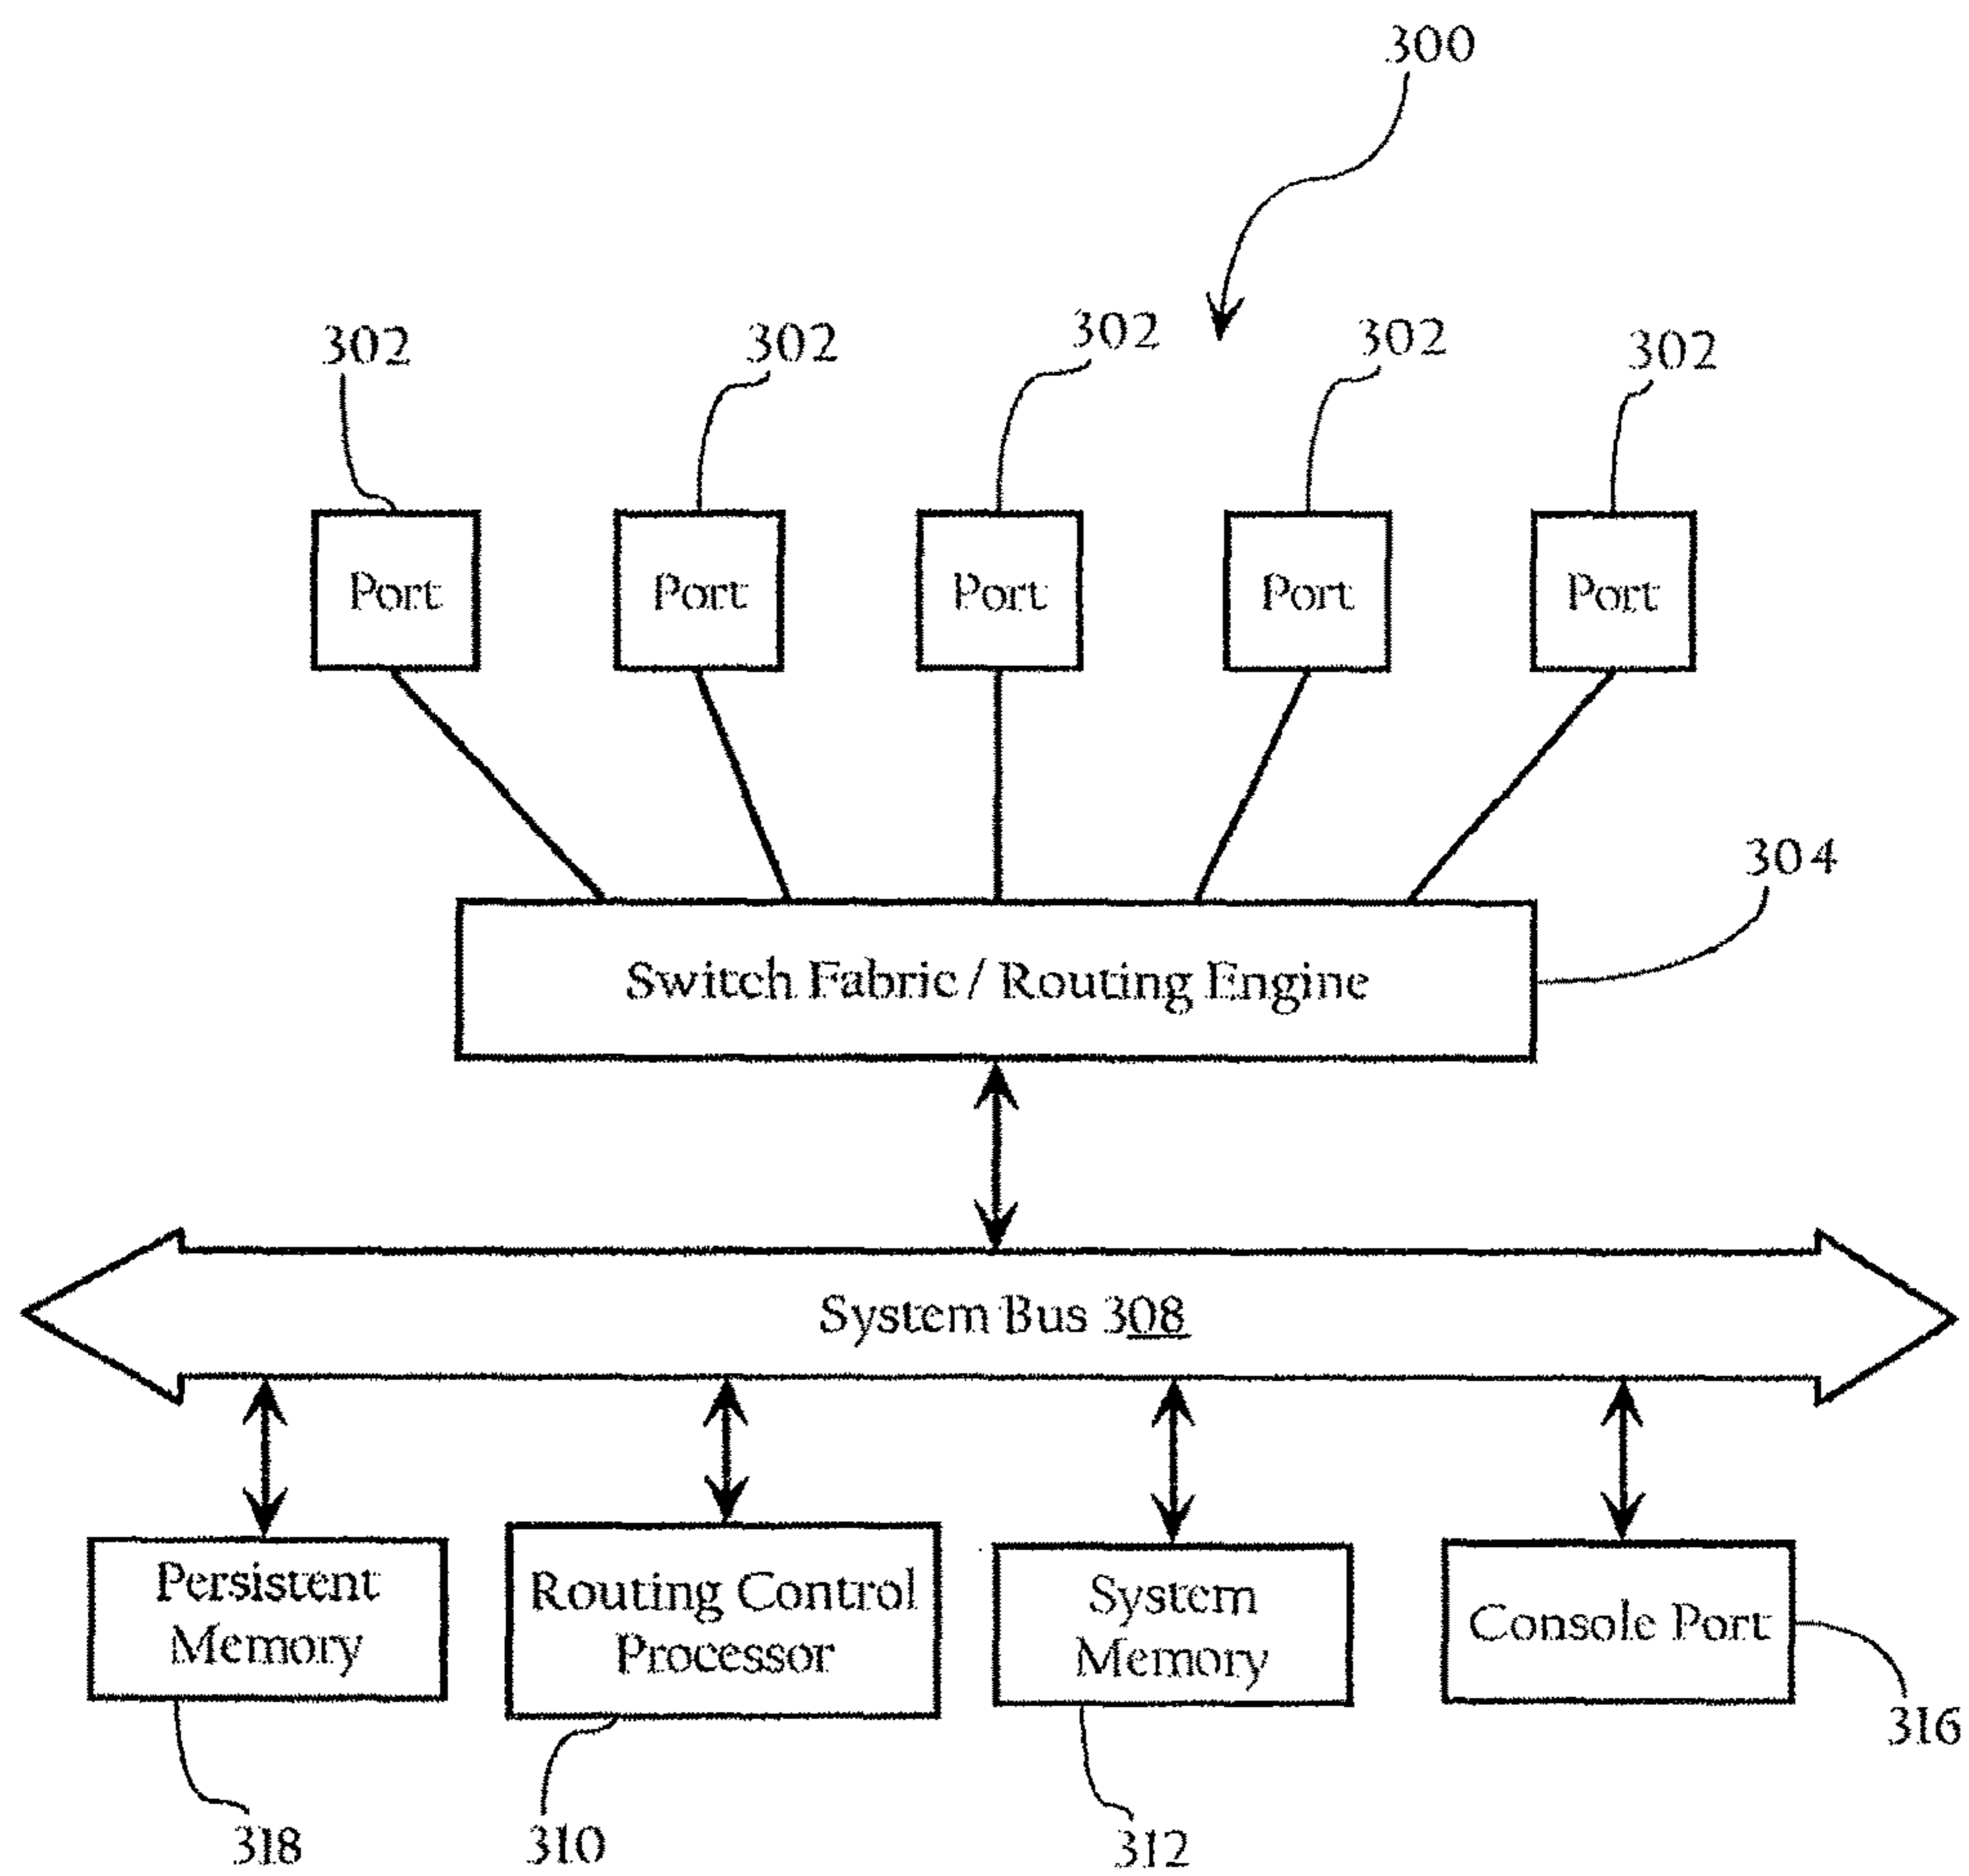 300
302 302 302 302 302
Port Port Port Port Port
304
Switch Fabric / Routing Engine
System Bus 308
Persistent
Memory
Routing Control
Processor
System
Memory
Console Port
316
318 310 312